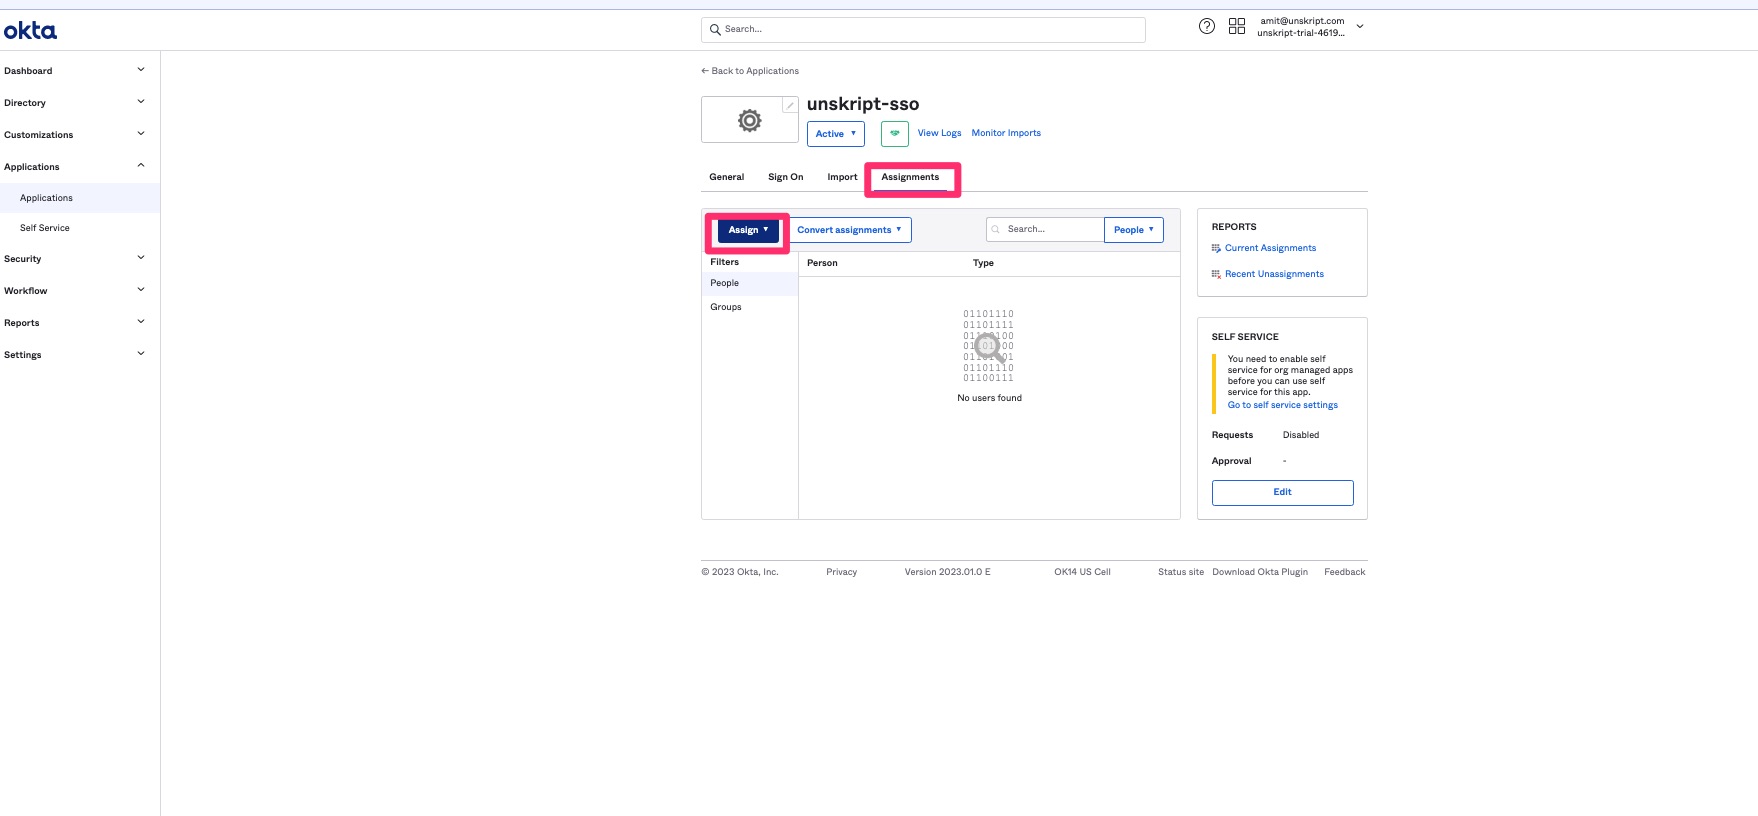 okta
Search...
amit@unskript.com
unskript-trial-4619...
Dashboard
Directory
Customizations
Applications
Applications
Self Service
Security
Workflow
Reports
Settings
← Back to Applications
unskript-sso
Active ▼
View Logs
Monitor Imports
General
Sign On
Import
Assignments
Assign ▼
Convert assignments ▼
Search...
People ▼
Filters
People
Groups
Person
Type
01101110
01101111
No users found
01101110
01100111
REPORTS
Current Assignments
Recent Unassignments
SELF SERVICE
You need to enable self
service for org managed apps
before you can use self
service for this app.
Go to self service settings
Requests
Disabled
Approval
-
Edit
© 2023 Okta, Inc.
Privacy
Version 2023.01.0 E
OK14 US Cell
Status site
Download Okta Plugin
Feedback